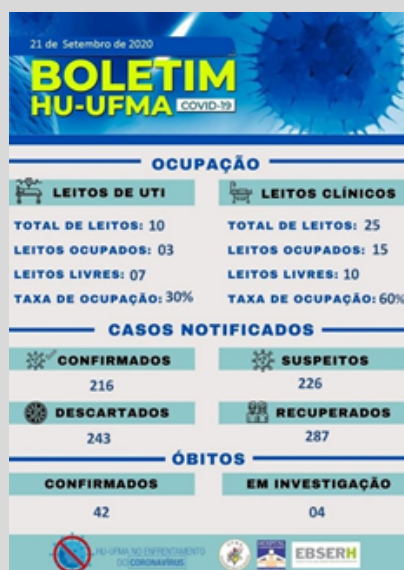 21 de Setembro de 2020
BOLETIM
HU-UFMA COVID-19
OCUPAÇÃO
LEITOS DE UTI
TOTAL DE LEITOS: 10
LEITOS OCUPADOS: 03
LEITOS LIVRES: 07
TAXA DE OCUPAÇÃO: 30%
LEITOS CLÍNICOS
TOTAL DE LEITOS: 25
LEITOS OCUPADOS: 15
LEITOS LIVRES: 10
TAXA DE OCUPAÇÃO: 60%
CASOS NOTIFICADOS
CONFIRMADOS
216
SUSPEITOS
226
DESCARTADOS
243
RECUPERADOS
287
ÓBITOS
CONFIRMADOS
42
EM INVESTIGAÇÃO
04
HU-UFMA NO ENFRENTAMENTO
DO CORONAVÍRUS
HOSPITAL
EBSERH